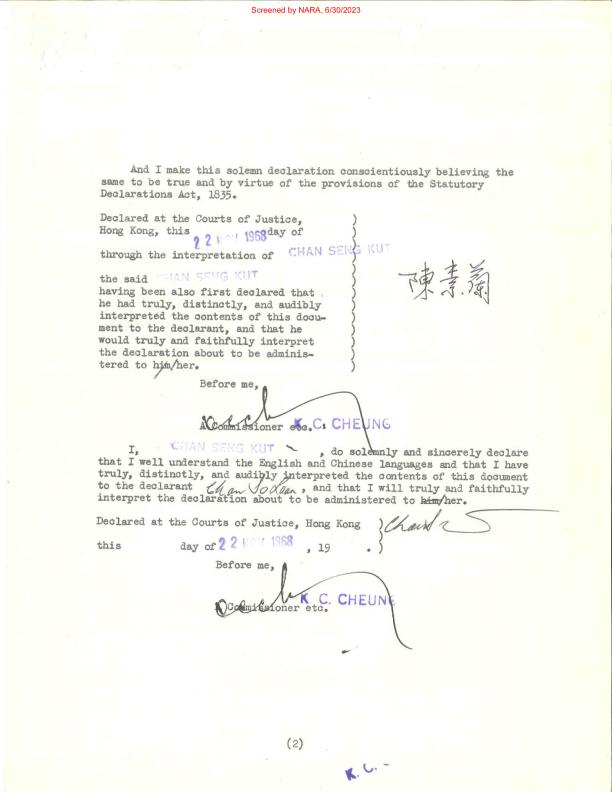 Screened by NARA, 6/30/2023
And I make this solemn declaration conscientiously believing the
same to be true and by virtue of the provisions of the Statutory
Declarations Act, 1835.
Declared at the Courts of Justice,
Hong Kong, this 22 NOV 1968 day of
through the interpretation of CHAN SENG KUT
陳素蘭
the said CHAN SENG KUT
having been also first declared that
he had truly, distinctly, and audibly
interpreted the contents of this docu-
ment to the declarant, and that he
would truly and faithfully interpret
the declaration about to be adminis-
tered to him/her.
Before me,
A Commissioner etc. K. C. CHEUNG
I, CHAN SENG KUT, do solemnly and sincerely declare
that I well understand the English and Chinese languages and that I have
truly, distinctly, and audibly interpreted the contents of this document
to the declarant Chan So Laan, and that I will truly and faithfully
interpret the declaration about to be administered to him/her.
Declared at the Courts of Justice, Hong Kong
this day of 22 NOV 1968, 19 .
Before me,
A Commissioner etc. K. C. CHEUNG
(2)
K. C.